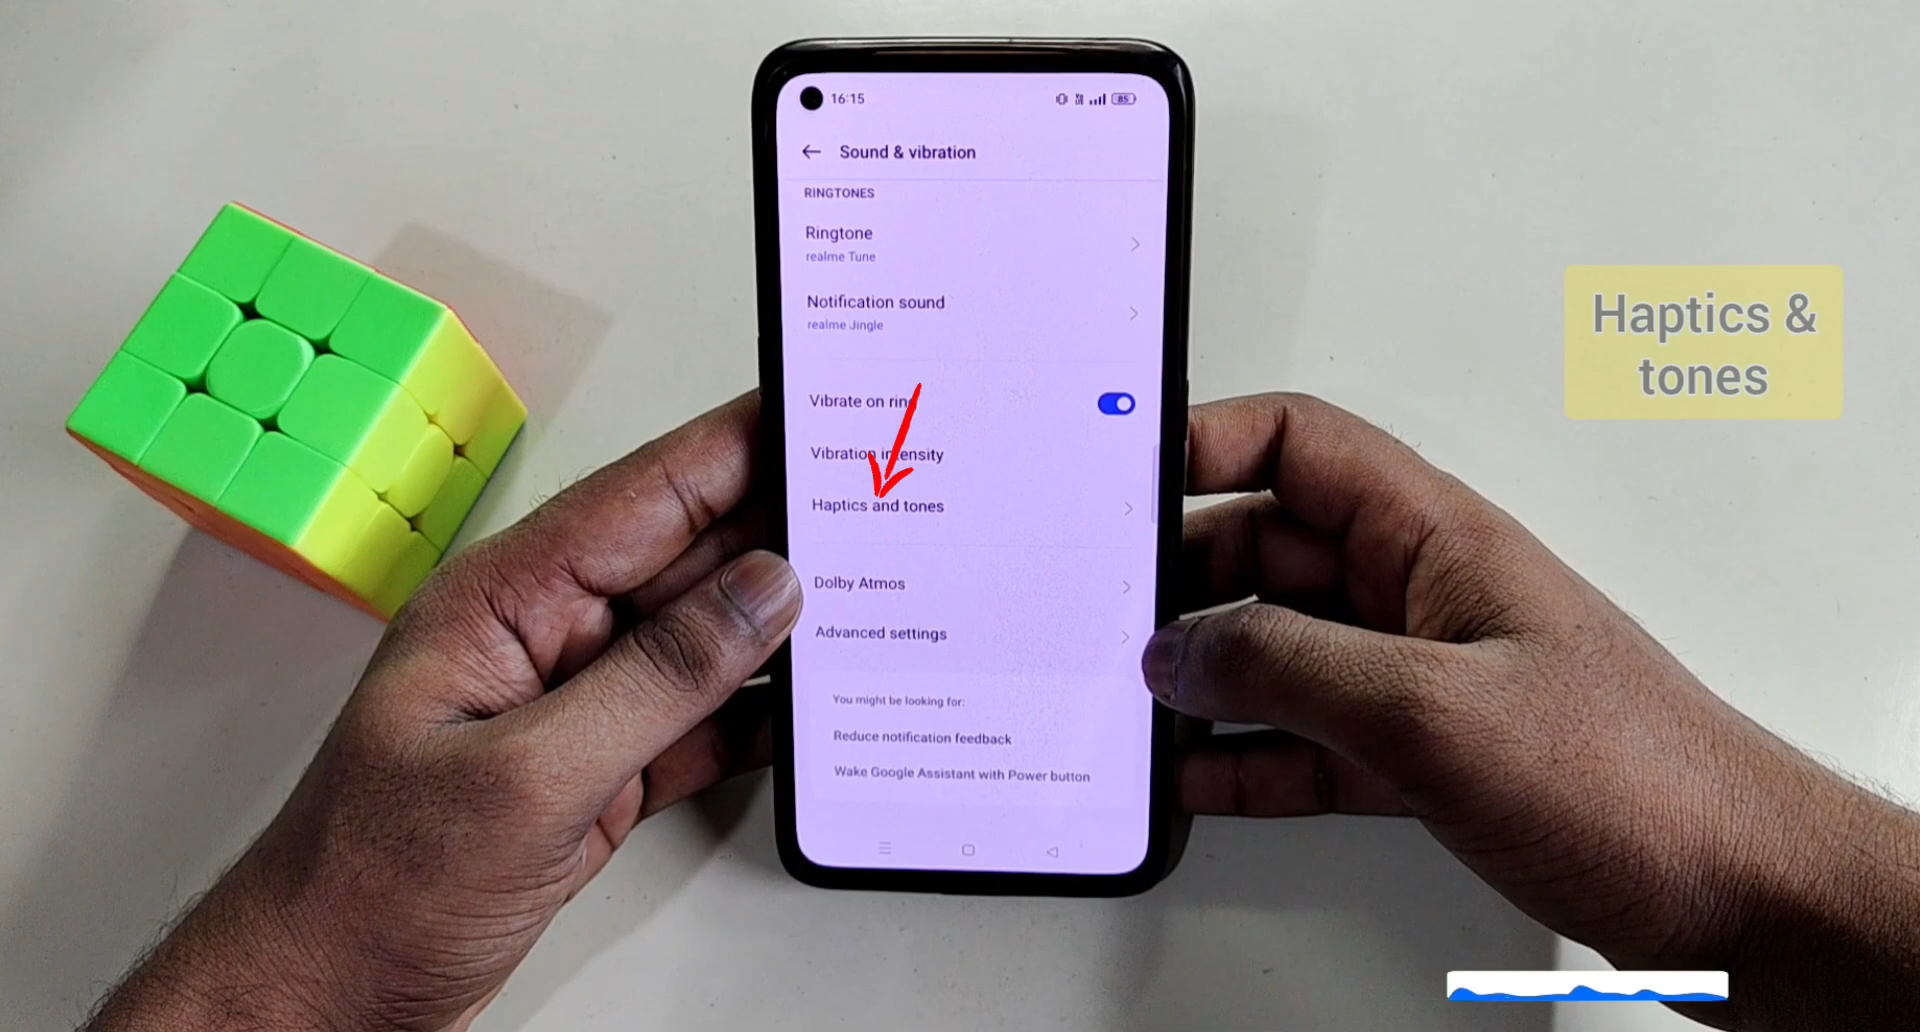 16:15
85
Sound & vibration
RINGTONES
Ringtone
realme Tune
Notification sound
realme Jingle
Vibrate on ring
Vibration intensity
Haptics and tones
Dolby Atmos
Advanced settings
You might be looking for:
Reduce notification feedback
Wake Google Assistant with Power button
Haptics &
tones